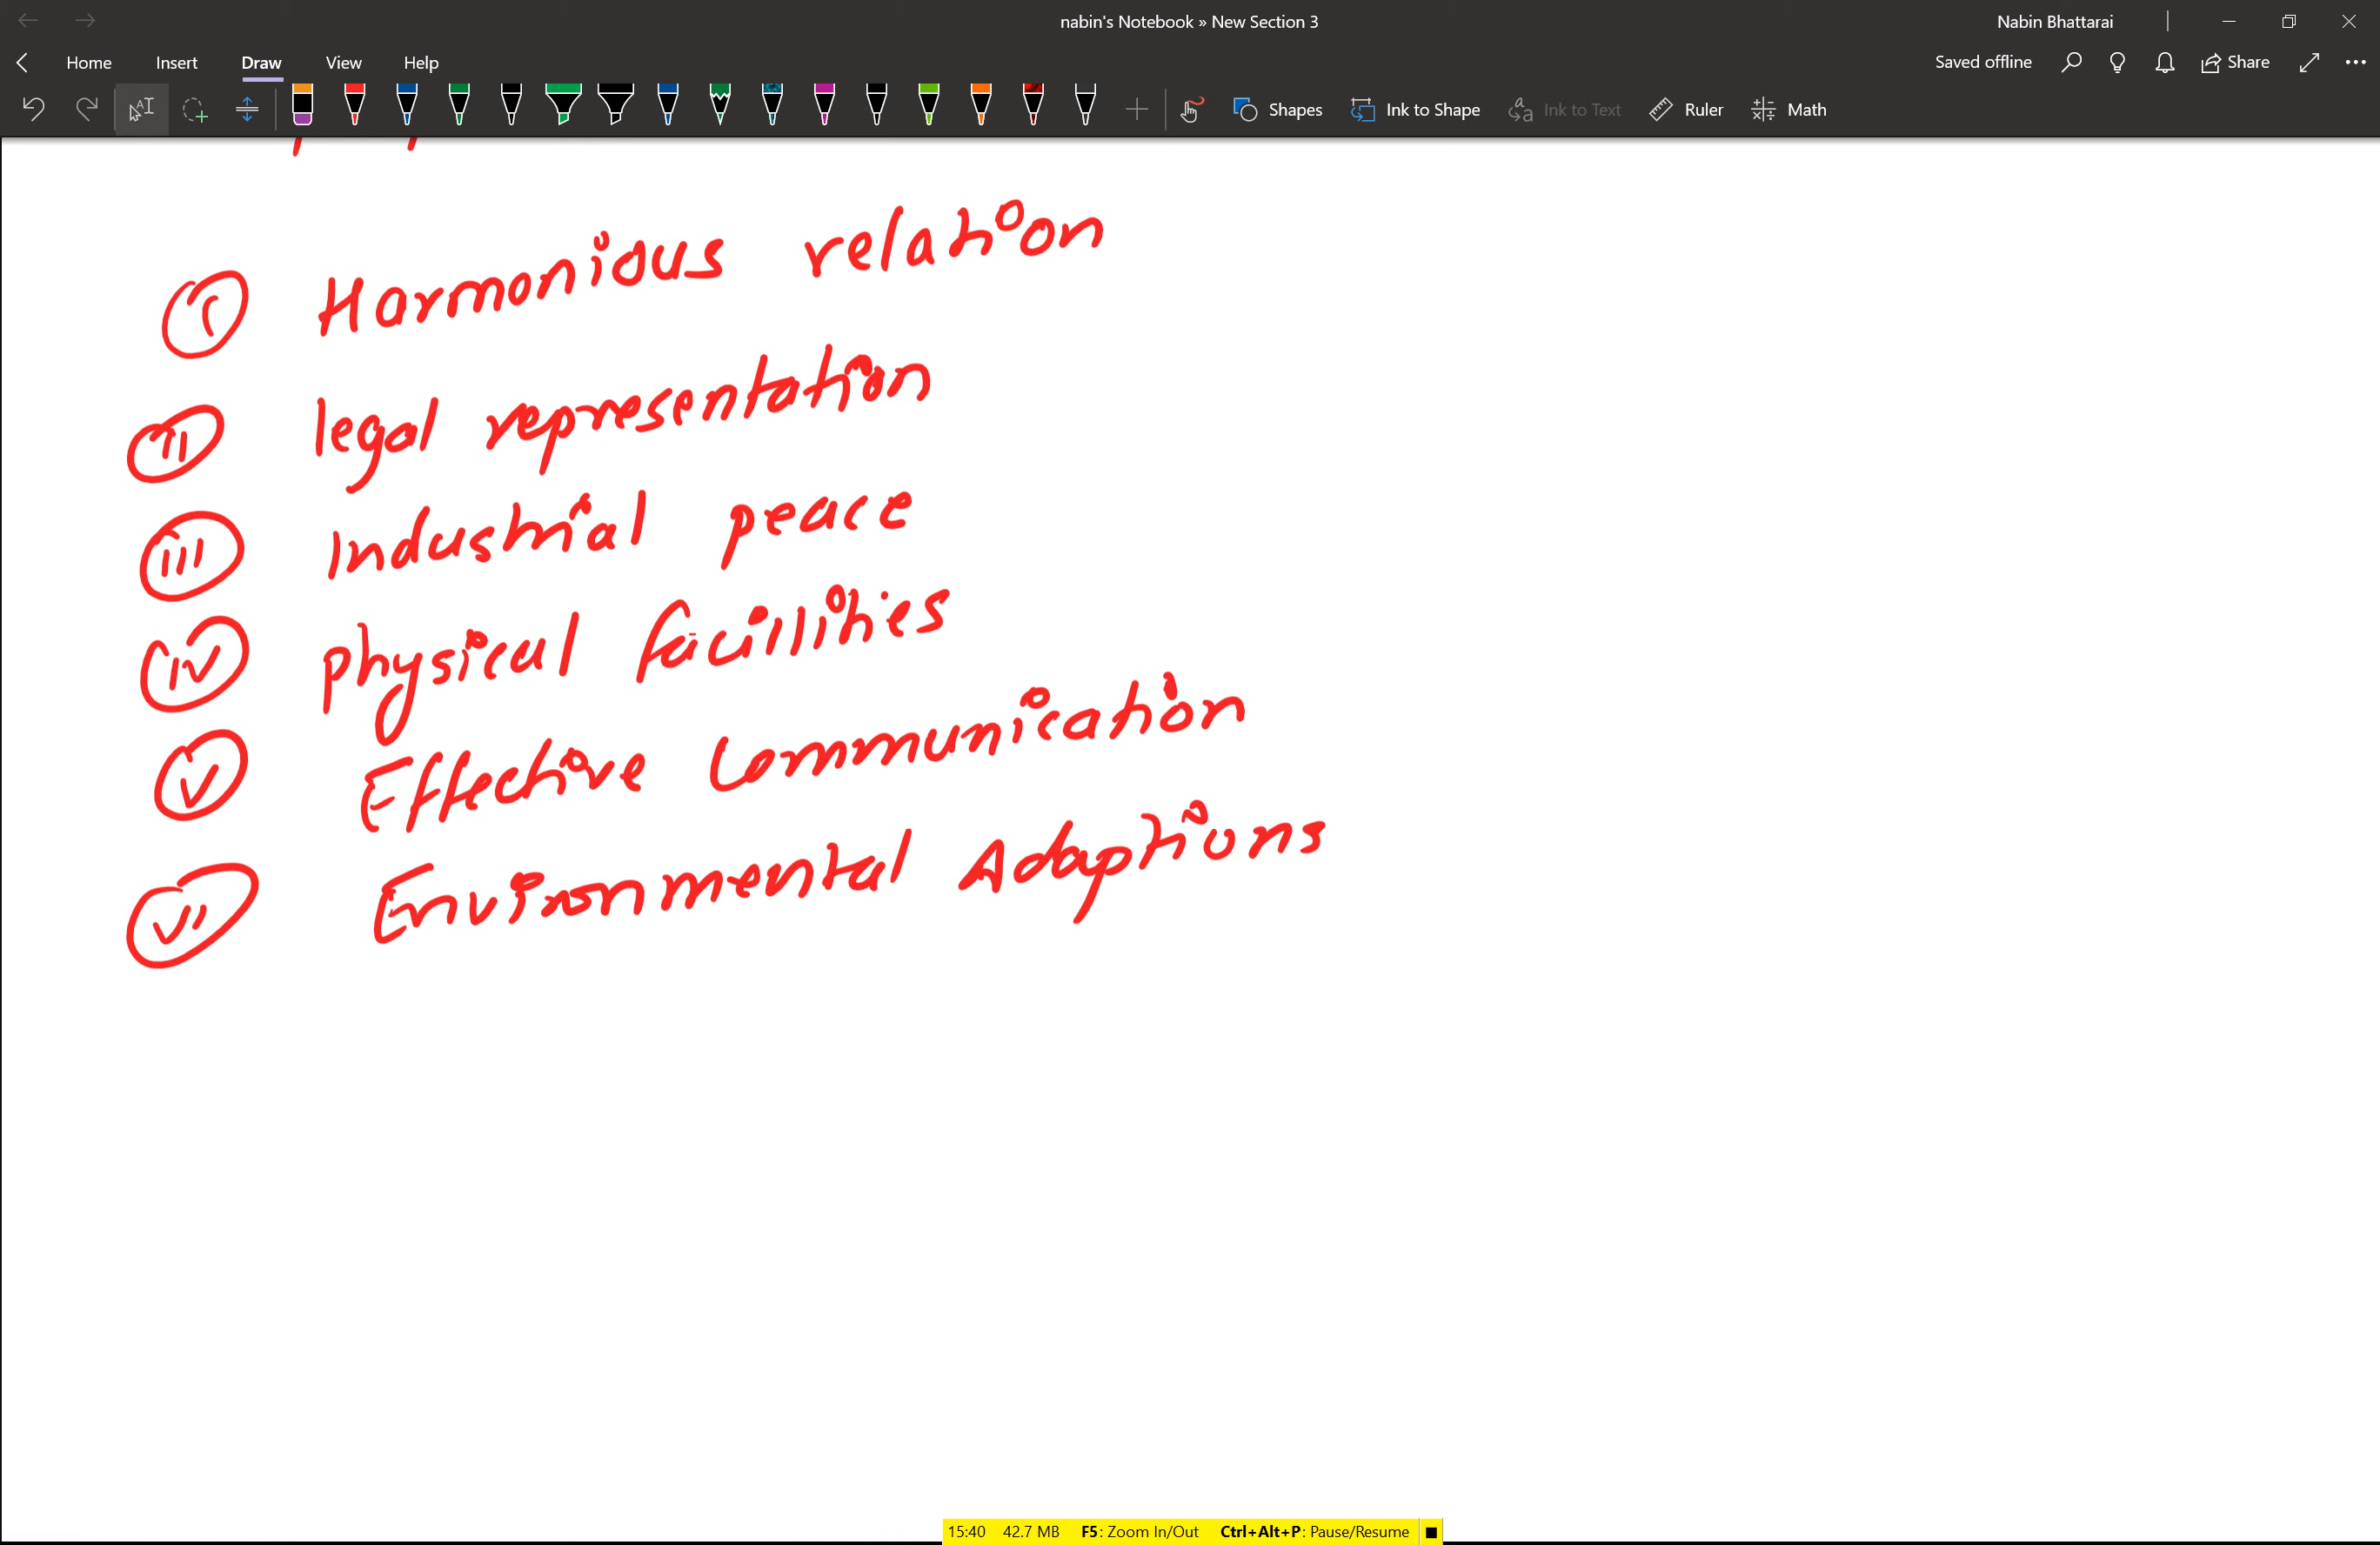 nabin's Notebook » New Section 3
Nabin Bhattarai
Home Insert Draw View Help
Saved offline Share
Shapes Ink to Shape Ink to Text Ruler Math
i Harmonious relation
ii legal representation
iii Industrial peace
iv physical facilities
v Effective Communication
vi Environmental Adaptions
15:40 42.7 MB F5: Zoom In/Out Ctrl+Alt+P: Pause/Resume